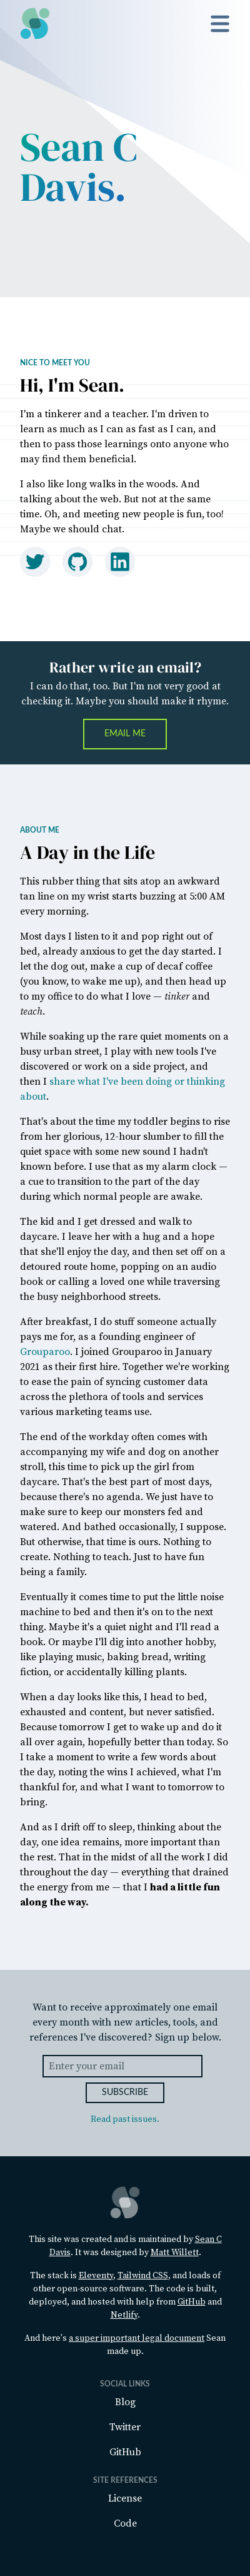 Sean C
Davis.
NICE TO MEET YOU
Hi, I'm Sean.
I'm a tinkerer and a teacher. I'm driven to
learn as much as I can as fast as I can, and
then to pass those learnings onto anyone who
may find them beneficial.
I also like long walks in the woods. And
talking about the web. But not at the same
time. Oh, and meeting new people is fun, too!
Maybe we should chat.
Rather write an email?
I can do that, too. But I'm not very good at
checking it. Maybe you should make it rhyme.
EMAIL ME
ABOUT ME
A Day in the Life
This rubber thing that sits atop an awkward
tan line on my wrist starts buzzing at 5:00 AM
every morning.
Most days I listen to it and pop right out of
bed, already anxious to get the day started. I
let the dog out, make a cup of decaf coffee
(you know, to wake me up), and then head up
to my office to do what I love — tinker and
teach.
While soaking up the rare quiet moments on a
busy urban street, I play with new tools I've
discovered or work on a side project, and
then I share what I've been doing or thinking
about.
That's about the time my toddler begins to rise
from her glorious, 12-hour slumber to fill the
quiet space with some new sound I hadn't
known before. I use that as my alarm clock —
a cue to transition to the part of the day
during which normal people are awake.
The kid and I get dressed and walk to
daycare. I leave her with a hug and a hope
that she'll enjoy the day, and then set off on a
detoured route home, popping on an audio
book or calling a loved one while traversing
the busy neighborhood streets.
After breakfast, I do stuff someone actually
pays me for, as a founding engineer of
Grouparoo. I joined Grouparoo in January
2021 as their first hire. Together we're working
to ease the pain of syncing customer data
across the plethora of tools and services
various marketing teams use.
The end of the workday often comes with
accompanying my wife and dog on another
stroll, this time to pick up the girl from
daycare. That's the best part of most days,
because there's no agenda. We just have to
make sure to keep our monsters fed and
watered. And bathed occasionally, I suppose.
But otherwise, that time is ours. Nothing to
create. Nothing to teach. Just to have fun
being a family.
Eventually it comes time to put the little noise
machine to bed and then it's on to the next
thing. Maybe it's a quiet night and I'll read a
book. Or maybe I'll dig into another hobby,
like playing music, baking bread, writing
fiction, or accidentally killing plants.
When a day looks like this, I head to bed,
exhausted and content, but never satisfied.
Because tomorrow I get to wake up and do it
all over again, hopefully better than today. So
I take a moment to write a few words about
the day, noting the wins I achieved, what I'm
thankful for, and what I want to tomorrow to
bring.
And as I drift off to sleep, thinking about the
day, one idea remains, more important than
the rest. That in the midst of all the work I did
throughout the day — everything that drained
the energy from me — that I had a little fun
along the way.
Want to receive approximately one email
every month with new articles, tools, and
references I've discovered? Sign up below.
Enter your email
SUBSCRIBE
Read past issues.
This site was created and is maintained by Sean C
Davis. It was designed by Matt Willett.
The stack is Eleventy, Tailwind CSS, and loads of
other open-source software. The code is built,
deployed, and hosted with help from GitHub and
Netlify.
And here's a super important legal document Sean
made up.
SOCIAL LINKS
Blog
Twitter
GitHub
SITE REFERENCES
License
Code